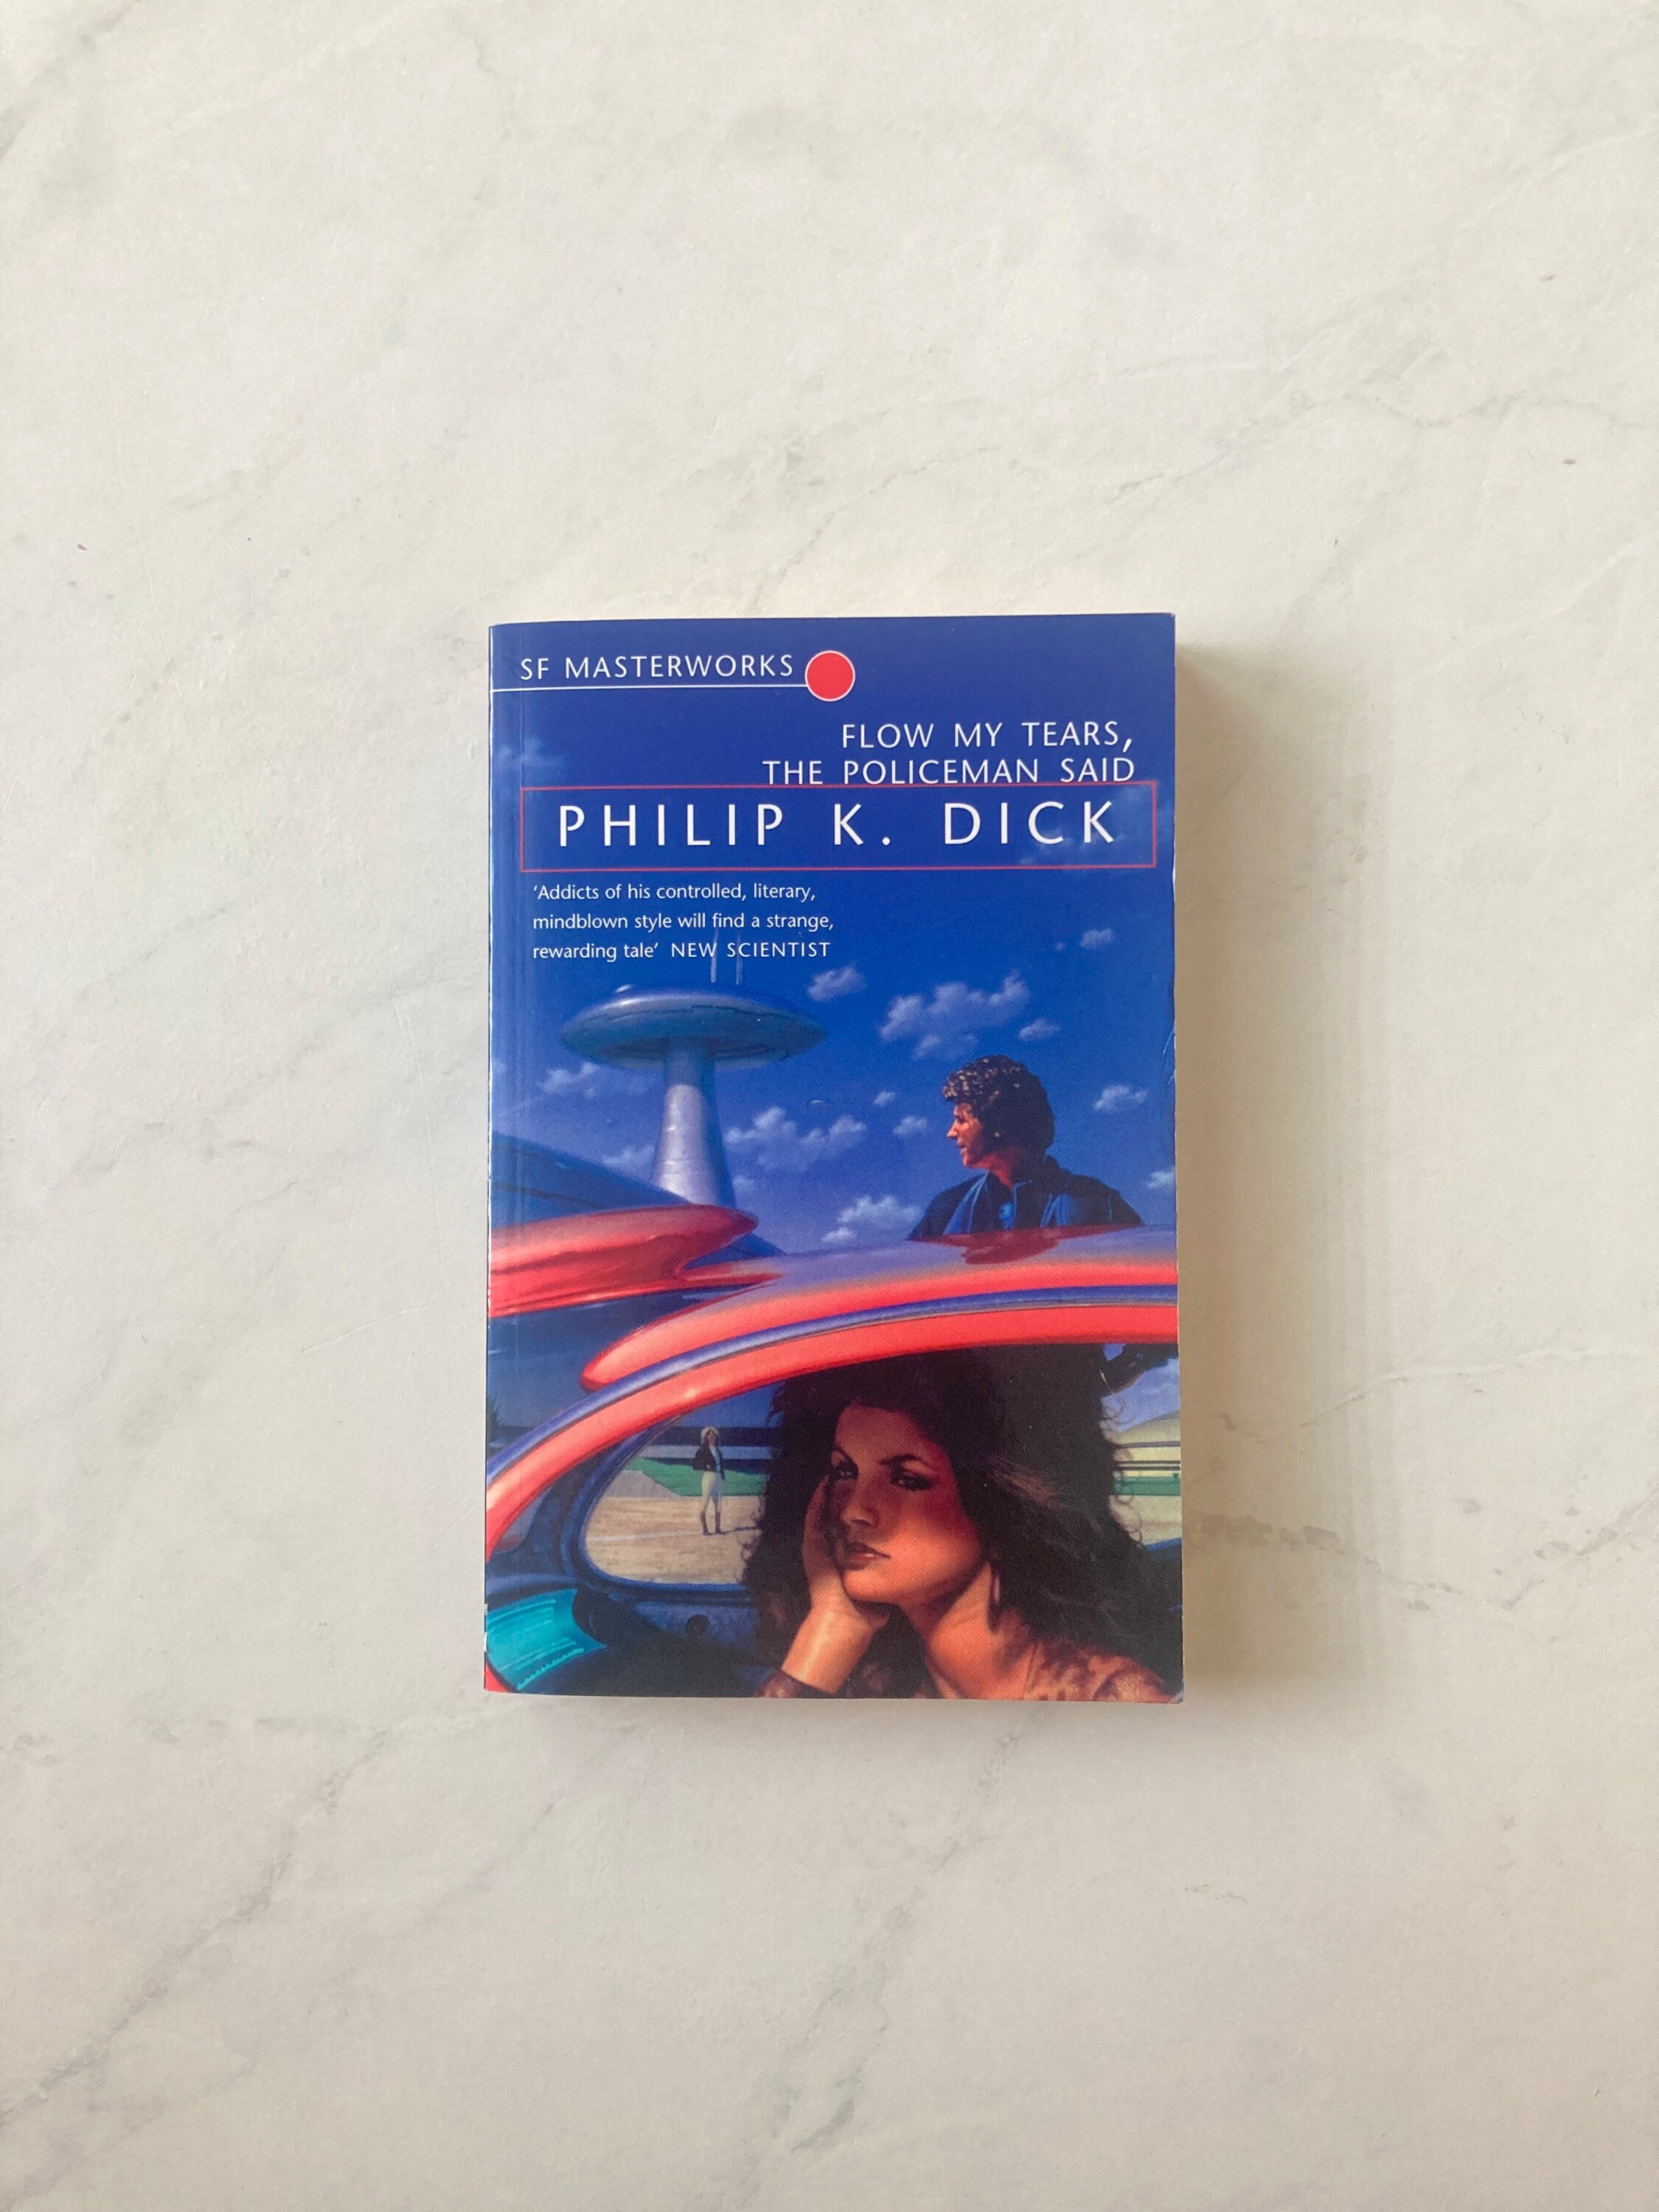 SF MASTERWORKS
FLOW MY TEARS,
THE POLICEMAN SAID
PHILIP K. DICK
‘Addicts of his controlled, literary,
mindblown style will find a strange,
rewarding tale’ NEW SCIENTIST